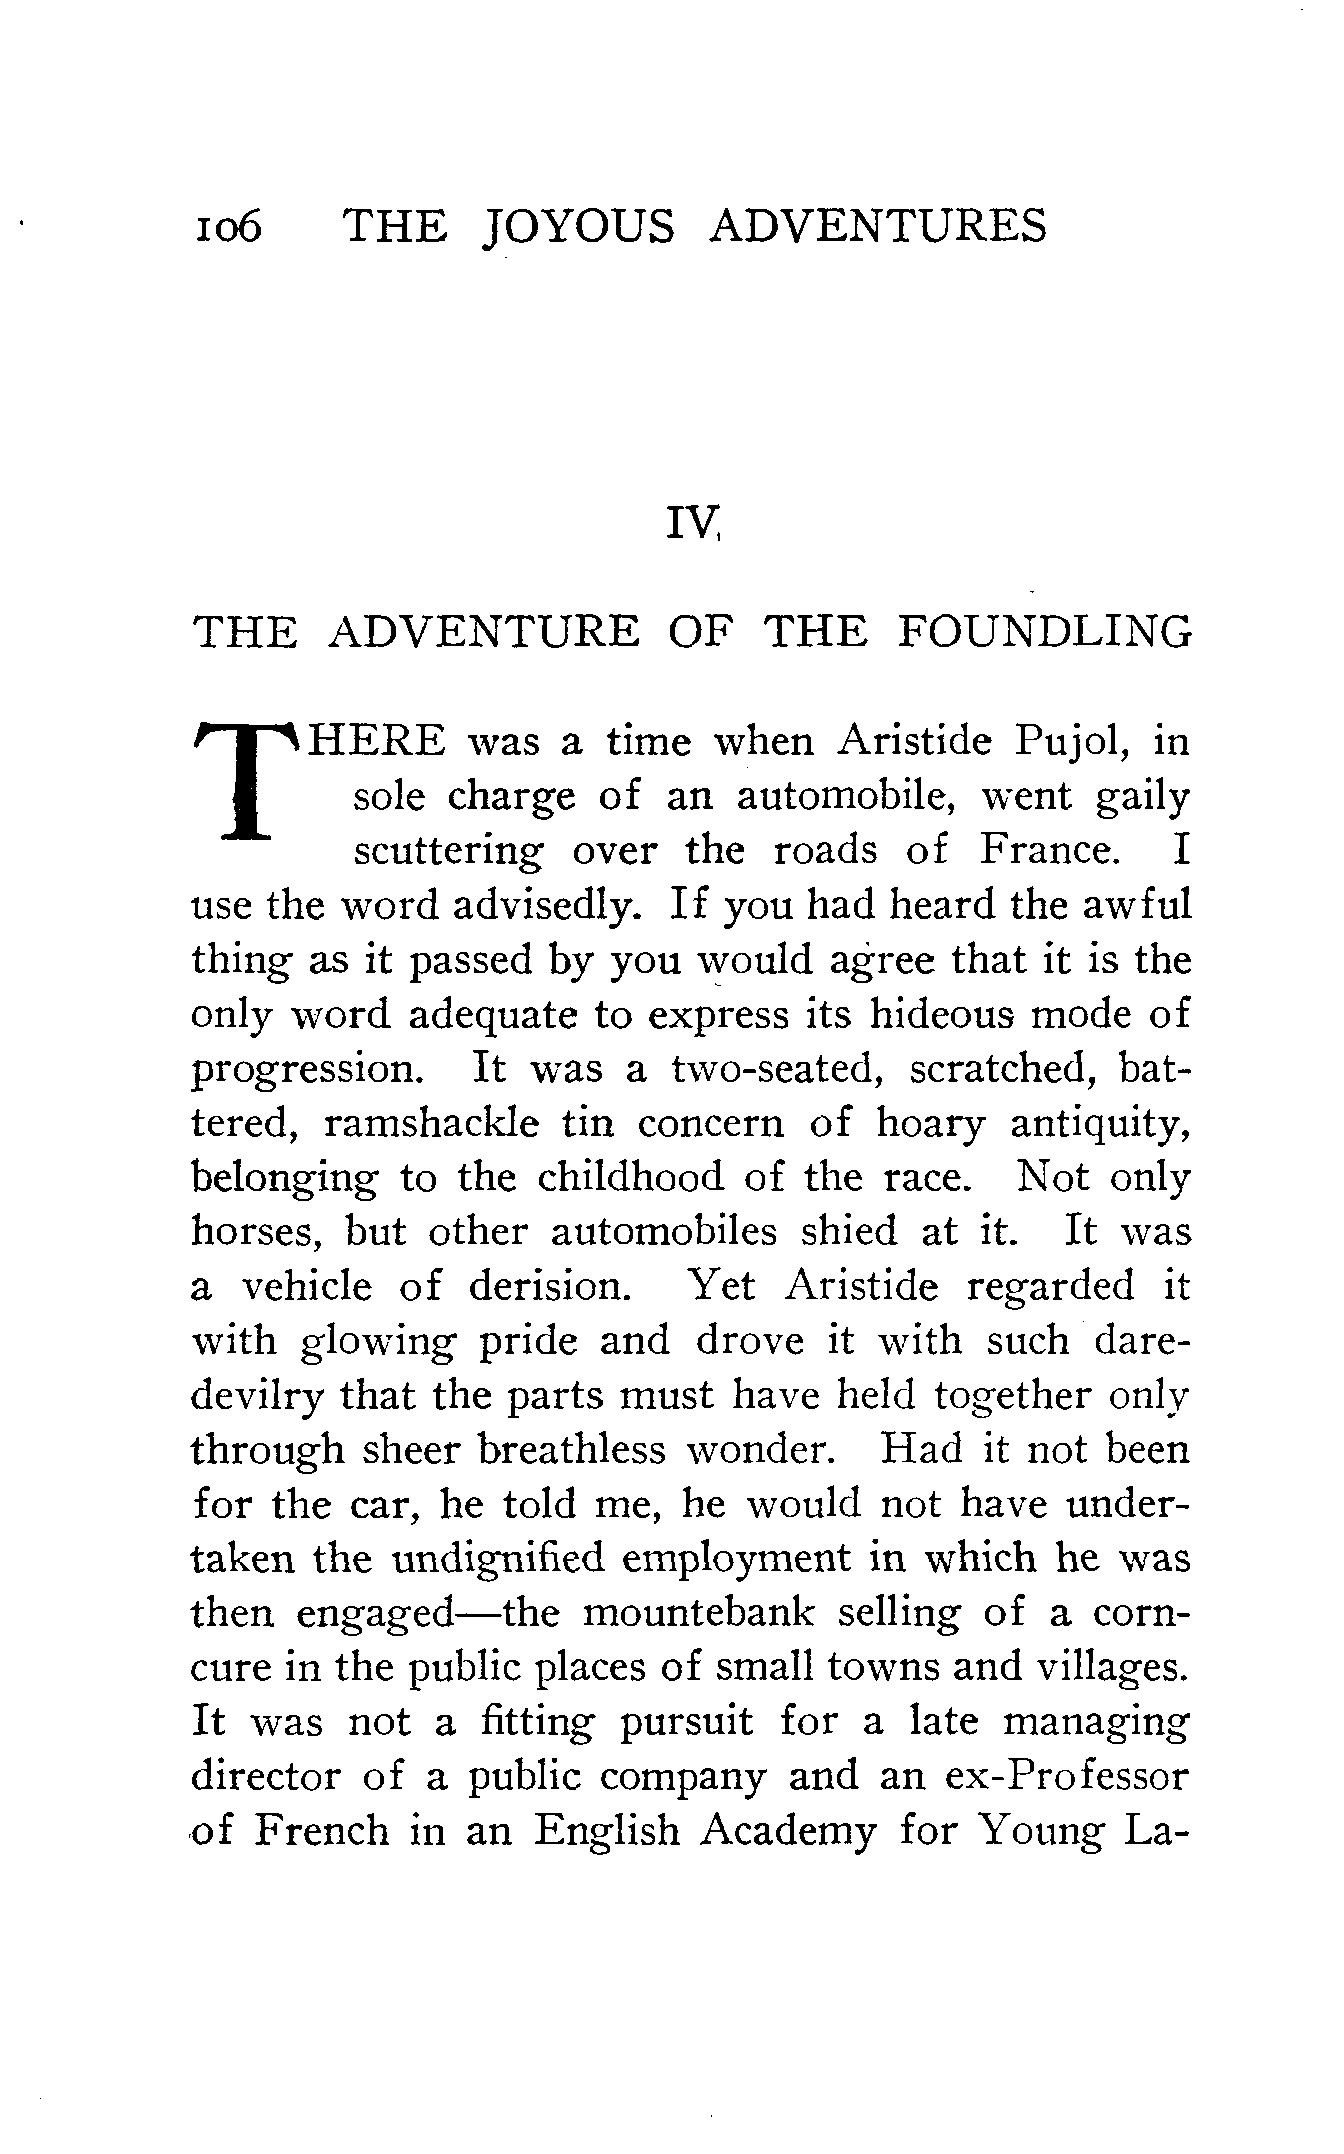 106 THE JOYOUS ADVENTURES
IV
THE ADVENTURE OF THE FOUNDLING
THERE was a time when Aristide Pujol, in
sole charge of an automobile, went gaily
scuttering over the roads of France. I
use the word advisedly. If you had heard the awful
thing as it passed by you would agree that it is the
only word adequate to express its hideous mode of
progression. It was a two-seated, scratched, bat-
tered, ramshackle tin concern of hoary antiquity,
belonging to the childhood of the race. Not only
horses, but other automobiles shied at it. It was
a vehicle of derision. Yet Aristide regarded it
with glowing pride and drove it with such dare-
devilry that the parts must have held together only
through sheer breathless wonder. Had it not been
for the car, he told me, he would not have under-
taken the undignified employment in which he was
then engaged—the mountebank selling of a corn-
cure in the public places of small towns and villages.
It was not a fitting pursuit for a late managing
director of a public company and an ex-Professor
of French in an English Academy for Young La-